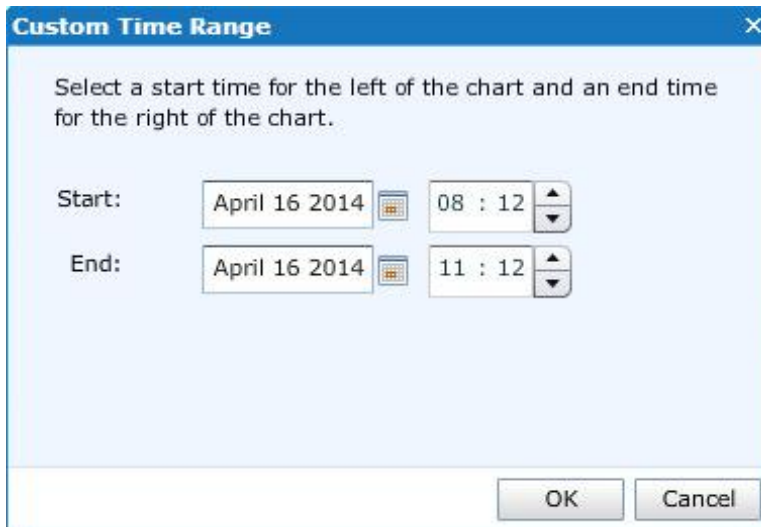 Custom Time Range
Select a start time for the left of the chart and an end time
for the right of the chart.
Start: April 16 2014 08 : 12
End: April 16 2014 11 : 12
OK Cancel